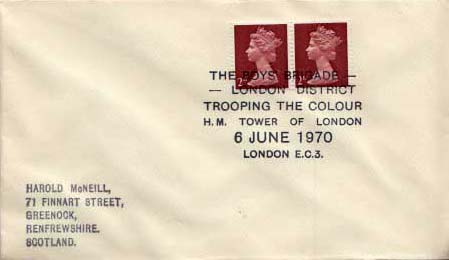 THE BOYS' BRIGADE —
— LONDON DISTRICT
TROOPING THE COLOUR
H.M. TOWER OF LONDON
6 JUNE 1970
LONDON E.C.3.
HAROLD McNEILL,
71 FINNART STREET,
GREENOCK,
RENFREWSHIRE.
SCOTLAND.